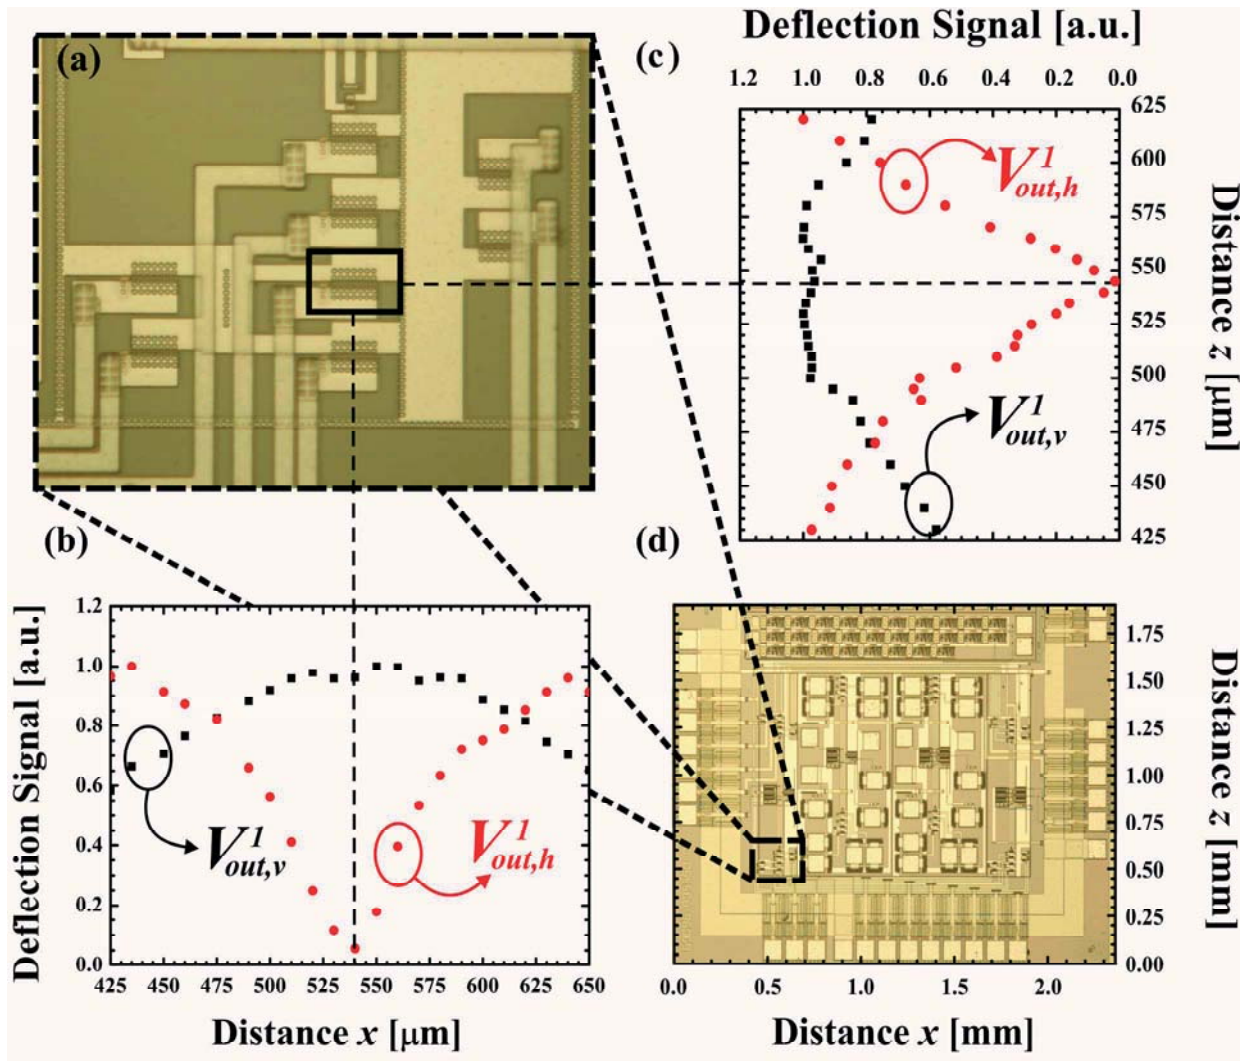 (a)
(c)
Deflection Signal [a.u.]
1.2 1.0 0.8 0.6 0.4 0.2 0.0
625
600
575
550
525
500
475
450
425
Distance z [μm]
V¹out,h
V¹out,v
(b)
Deflection Signal [a.u.]
1.2
1.0
0.8
0.6
0.4
0.2
0.0
V¹out,v
V¹out,h
425 450 475 500 525 550 575 600 625 650
Distance x [μm]
(d)
1.75
1.50
1.25
1.00
0.75
0.50
0.25
0.00
Distance z [mm]
0.0 0.5 1.0 1.5 2.0
Distance x [mm]